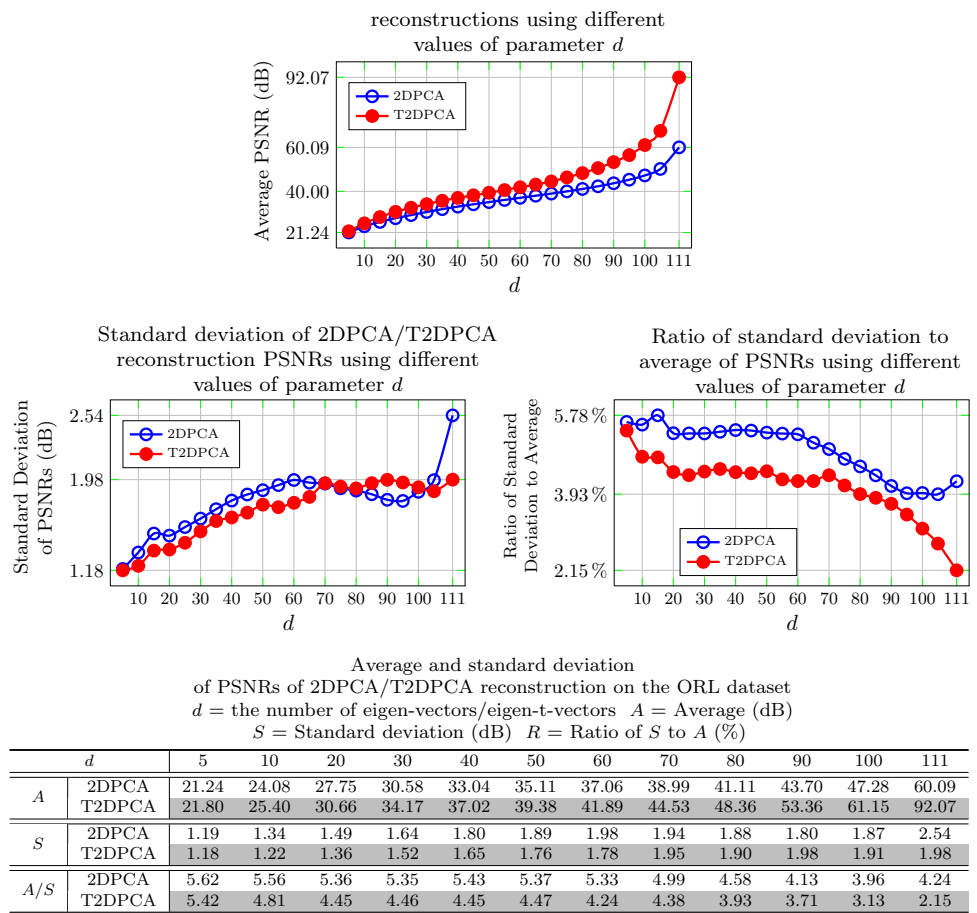 reconstructions using different
values of parameter d
Average PSNR (dB)
92.07
60.09
40.00
21.24
2DPCA
T2DPCA
10 20 30 40 50 60 70 80 90 100 111
d
Standard deviation of 2DPCA/T2DPCA
reconstruction PSNRs using different
values of parameter d
Standard Deviation
of PSNRs (dB)
2.54
1.98
1.18
2DPCA
T2DPCA
10 20 30 40 50 60 70 80 90 100 111
d
Ratio of standard deviation to
average of PSNRs using different
values of parameter d
Ratio of Standard
Deviation to Average
5.78 %
3.93 %
2.15 %
2DPCA
T2DPCA
10 20 30 40 50 60 70 80 90 100 111
d
Average and standard deviation
of PSNRs of 2DPCA/T2DPCA reconstruction on the ORL dataset
d = the number of eigen-vectors/eigen-t-vectors A = Average (dB)
S = Standard deviation (dB) R = Ratio of S to A (%)
d 5 10 20 30 40 50 60 70 80 90 100 111
A 2DPCA 21.24 24.08 27.75 30.58 33.04 35.11 37.06 38.99 41.11 43.70 47.28 60.09
T2DPCA 21.80 25.40 30.66 34.17 37.02 39.38 41.89 44.53 48.36 53.36 61.15 92.07
S 2DPCA 1.19 1.34 1.49 1.64 1.80 1.89 1.98 1.94 1.88 1.80 1.87 2.54
T2DPCA 1.18 1.22 1.36 1.52 1.65 1.76 1.78 1.95 1.90 1.98 1.91 1.98
A/S 2DPCA 5.62 5.56 5.36 5.35 5.43 5.37 5.33 4.99 4.58 4.13 3.96 4.24
T2DPCA 5.42 4.81 4.45 4.46 4.45 4.47 4.24 4.38 3.93 3.71 3.13 2.15